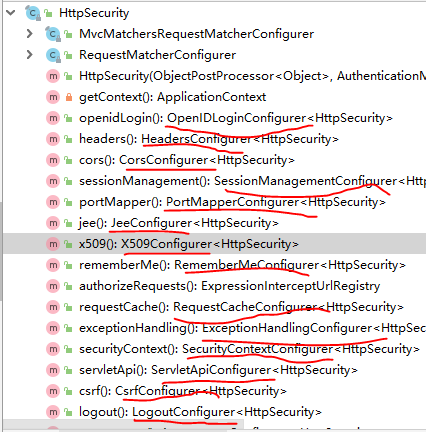 HttpSecurity
MvcMatchersRequestMatcherConfigurer
RequestMatcherConfigurer
HttpSecurity(ObjectPostProcessor<Object>, AuthenticationM
getContext(): ApplicationContext
openidLogin(): OpenIDLoginConfigurer<HttpSecurity>
headers(): HeadersConfigurer<HttpSecurity>
cors(): CorsConfigurer<HttpSecurity>
sessionManagement(): SessionManagementConfigurer<HttpS
portMapper(): PortMapperConfigurer<HttpSecurity>
jee(): JeeConfigurer<HttpSecurity>
x509(): X509Configurer<HttpSecurity>
rememberMe(): RememberMeConfigurer<HttpSecurity>
authorizeRequests(): ExpressionInterceptUrlRegistry
requestCache(): RequestCacheConfigurer<HttpSecurity>
exceptionHandling(): ExceptionHandlingConfigurer<HttpSec
securityContext(): SecurityContextConfigurer<HttpSecurity>
servletApi(): ServletApiConfigurer<HttpSecurity>
csrf(): CsrfConfigurer<HttpSecurity>
logout(): LogoutConfigurer<HttpSecurity>